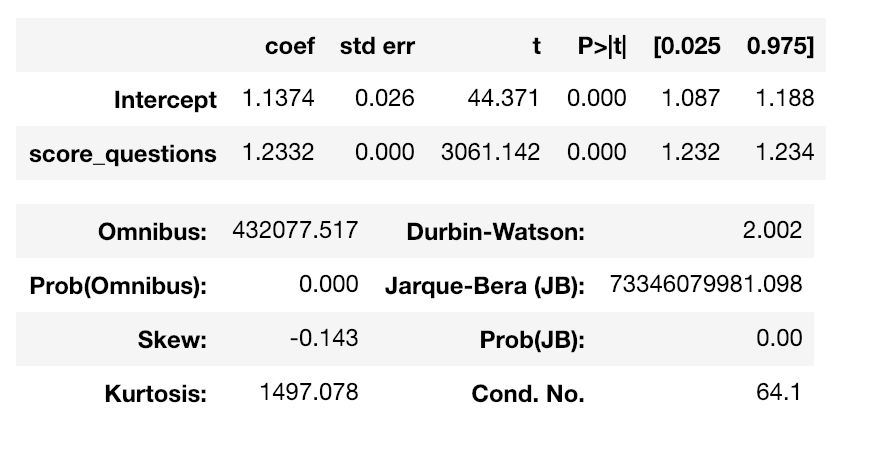 coef std err t P>|t| [0.025 0.975]
Intercept 1.1374 0.026 44.371 0.000 1.087 1.188
score_questions 1.2332 0.000 3061.142 0.000 1.232 1.234
Omnibus: 432077.517 Durbin-Watson: 2.002
Prob(Omnibus): 0.000 Jarque-Bera (JB): 73346079981.098
Skew: -0.143 Prob(JB): 0.00
Kurtosis: 1497.078 Cond. No. 64.1